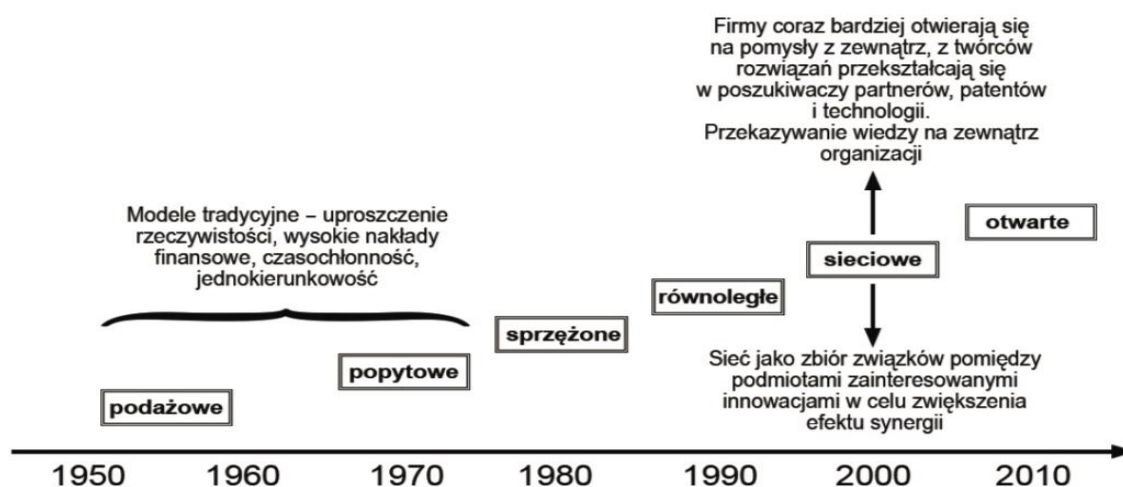 Firmy coraz bardziej otwierają się
na pomysły z zewnątrz, z twórców
rozwiązań przekształcają się
w poszukiwaczy partnerów, patentów
i technologii.
Przekazywanie wiedzy na zewnątrz
organizacji
Modele tradycyjne – uproszczenie
rzeczywistości, wysokie nakłady
finansowe, czasochłonność,
jednokierunkowość
otwarte
sieciowe
równoległe
sprzężone
popytowe
podażowe
Sieć jako zbiór związków pomiędzy
podmiotami zainteresowanymi
innowacjami w celu zwiększenia
efektu synergii
1950 1960 1970 1980 1990 2000 2010